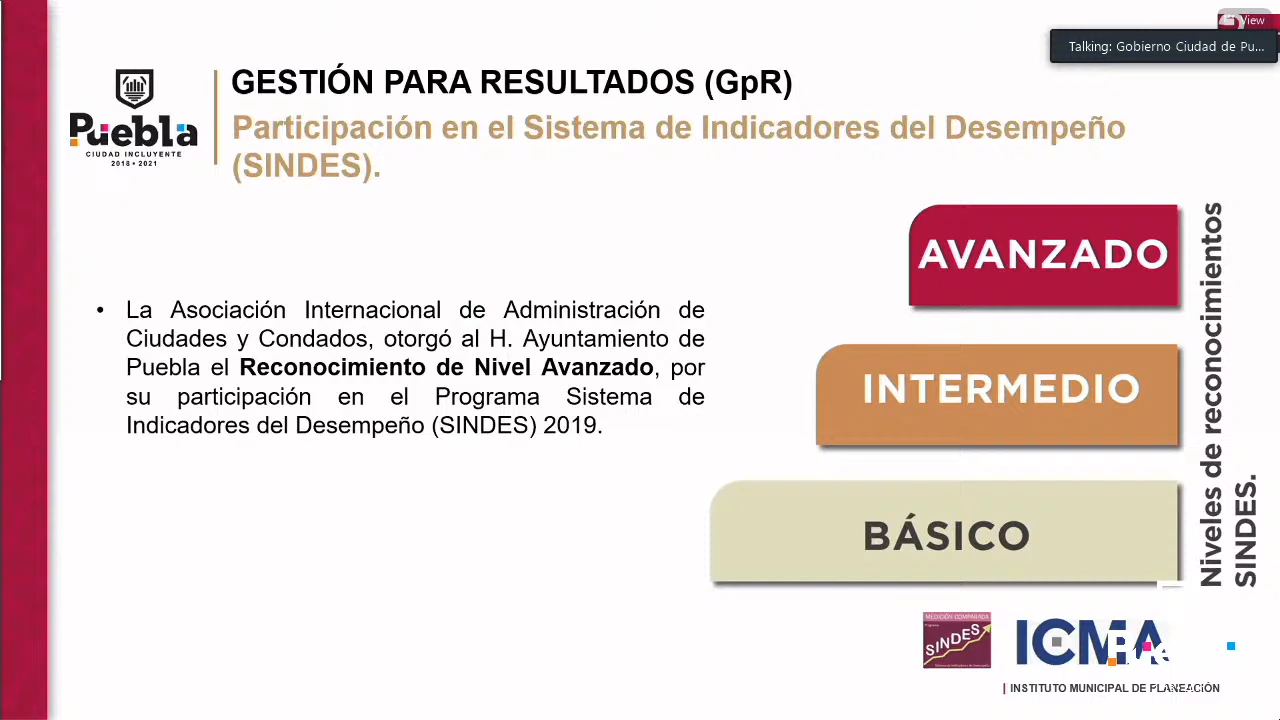 View
Talking: Gobierno Ciudad de Pu...
Puebla
CIUDAD INCLUYENTE
2018 • 2021
GESTIÓN PARA RESULTADOS (GpR)
Participación en el Sistema de Indicadores del Desempeño
(SINDES).
• La Asociación Internacional de Administración de
Ciudades y Condados, otorgó al H. Ayuntamiento de
Puebla el Reconocimiento de Nivel Avanzado, por
su participación en el Programa Sistema de
Indicadores del Desempeño (SINDES) 2019.
AVANZADO
INTERMEDIO
BÁSICO
Niveles de reconocimientos
SINDES.
MEDICIÓN COMPARADA
SINDES
ICMA
Pue
| INSTITUTO MUNICIPAL DE PLANEACIÓN